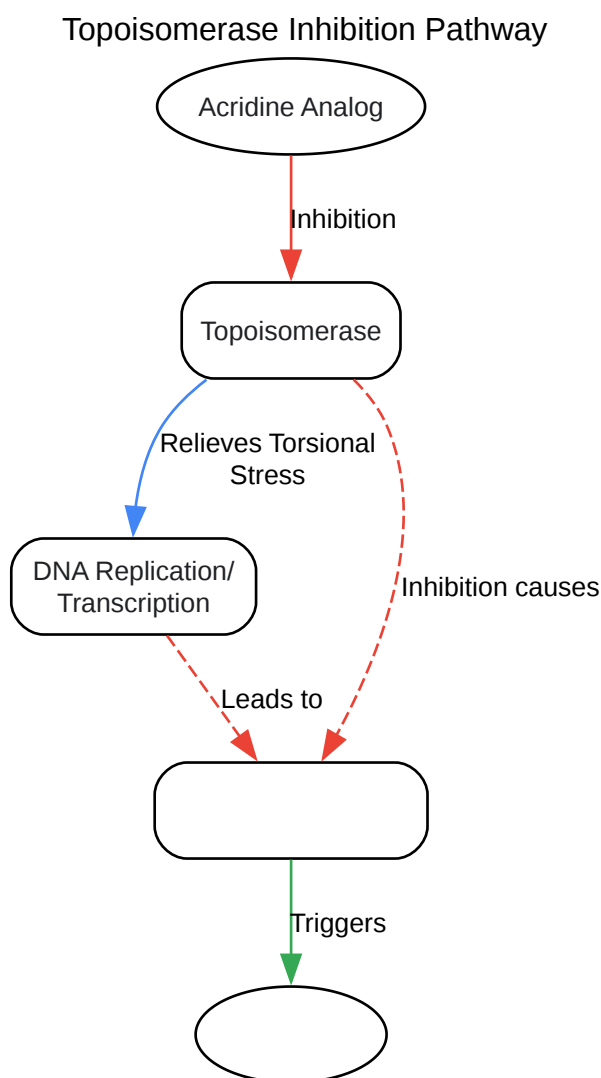 Topoisomerase Inhibition Pathway
Acridine Analog
Inhibition
Topoisomerase
Relieves Torsional
Stress
DNA Replication/
Transcription
Inhibition causes
Leads to
Triggers